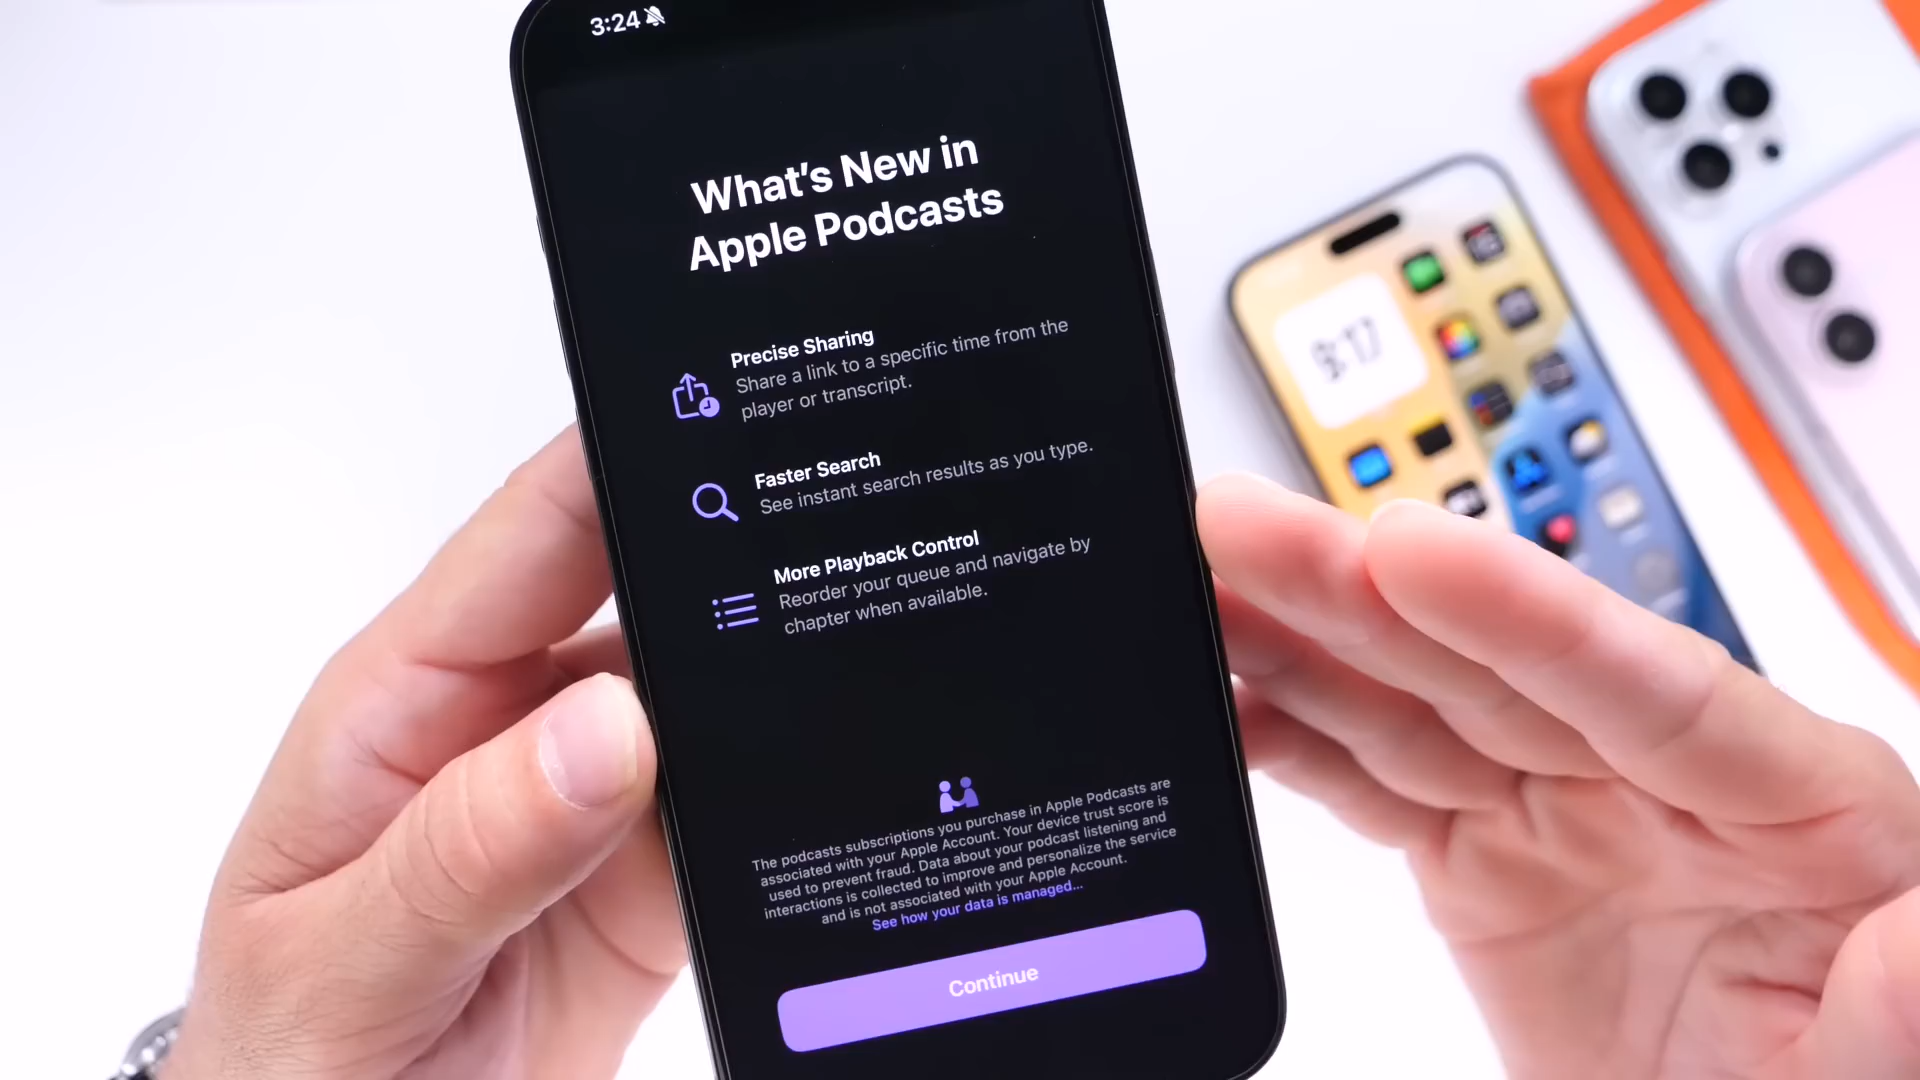 3:24
What's New in
Apple Podcasts
Precise Sharing
Share a link to a specific time from the
player or transcript.
Faster Search
See instant search results as you type.
More Playback Control
Reorder your queue and navigate by
chapter when available.
The podcasts subscriptions you purchase in Apple Podcasts are
associated with your Apple Account. Your device trust score is
used to prevent fraud. Data about your podcast listening and
interactions is collected to improve and personalize the service
and is not associated with your Apple Account.
See how your data is managed...
Continue
9:17